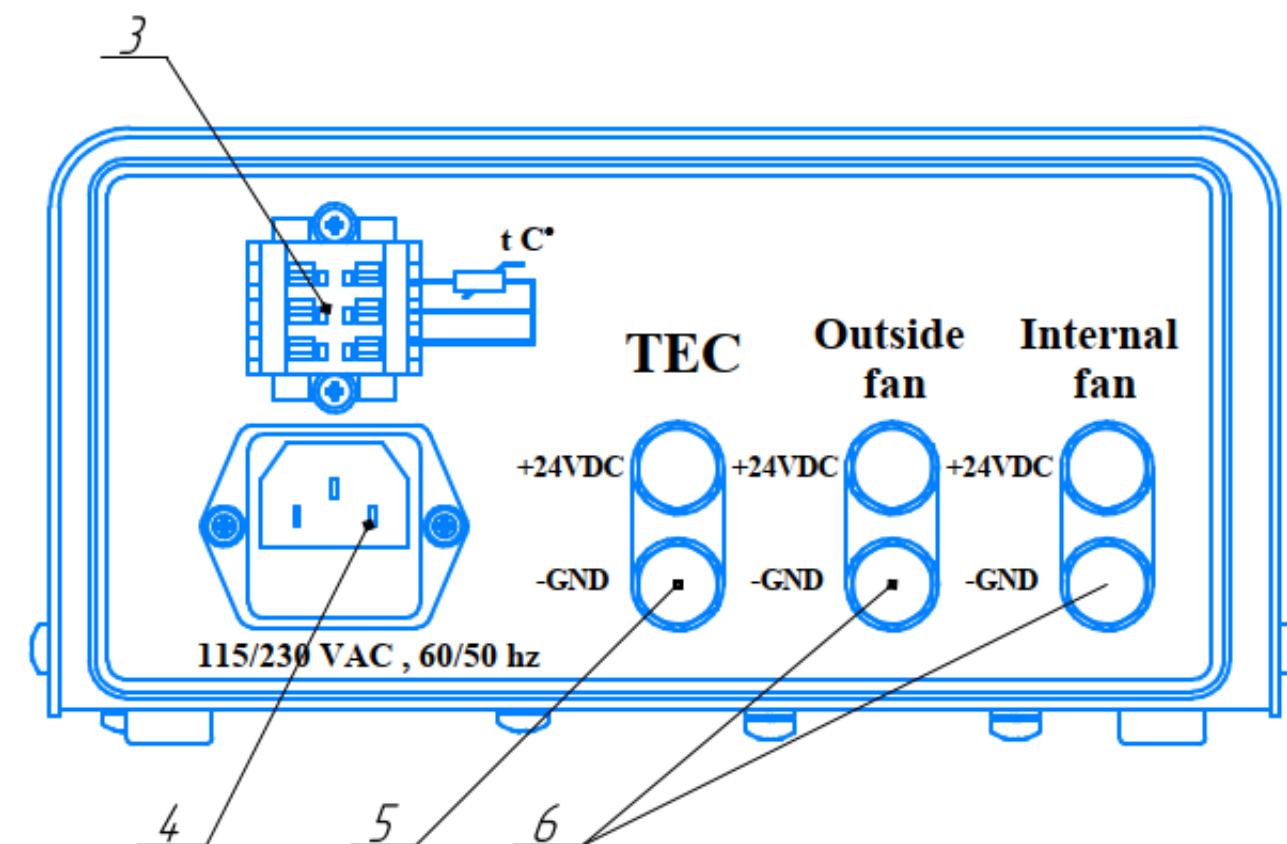 3
t C°
TEC
Outside
fan
Internal
fan
+24VDC
+24VDC
+24VDC
-GND
-GND
-GND
115/230 VAC , 60/50 hz
4
5
6